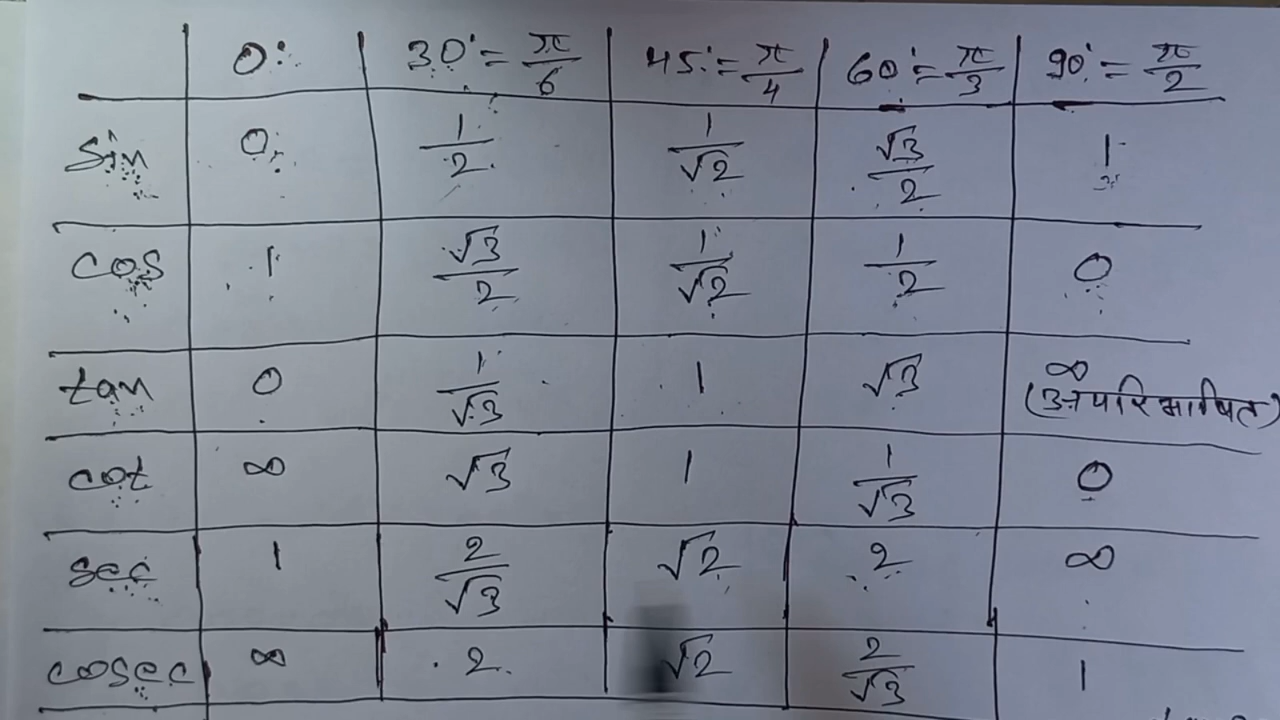 0° 30° = π/6 45° = π/4 60° = π/3 90° = π/2
Sin 0 1/2 1/√2 √3/2 1
cos 1 √3/2 1/√2 1/2 0
tan 0 1/√3 1 √3 ∞
(अपरिभाषित)
cot ∞ √3 1 1/√3 0
sec 1 2/√3 √2 2 ∞
cosec ∞ 2 √2 2/√3 1